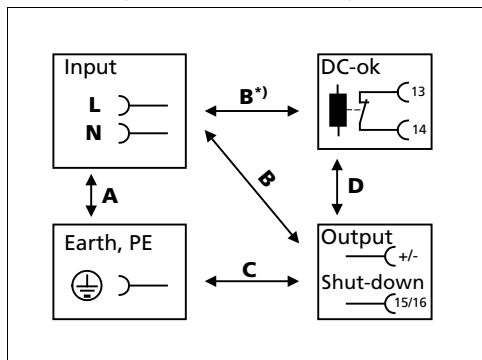 Input
L
N
B*)
DC-ok
13
14
A
B
D
Earth, PE
C
Output
+/-
Shut-down
15/16